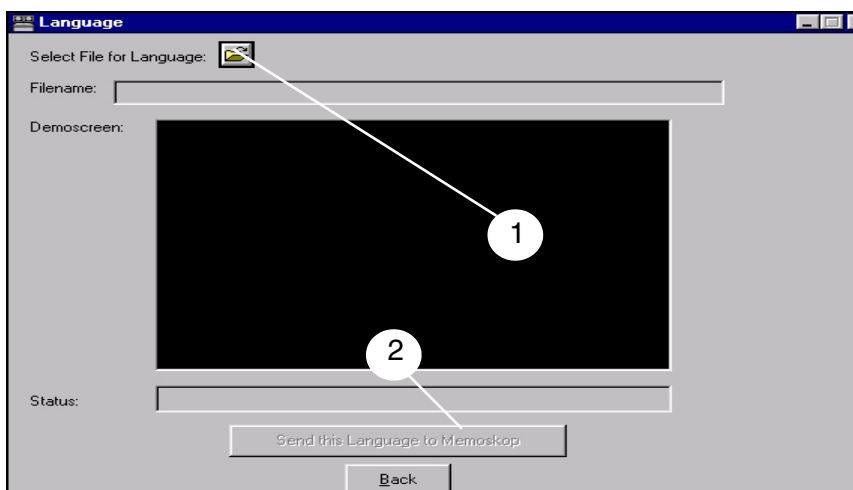 Language
Select File for Language:
Filename:
Demoscreen:
1
2
Status:
Send this Language to Memoskop
Back